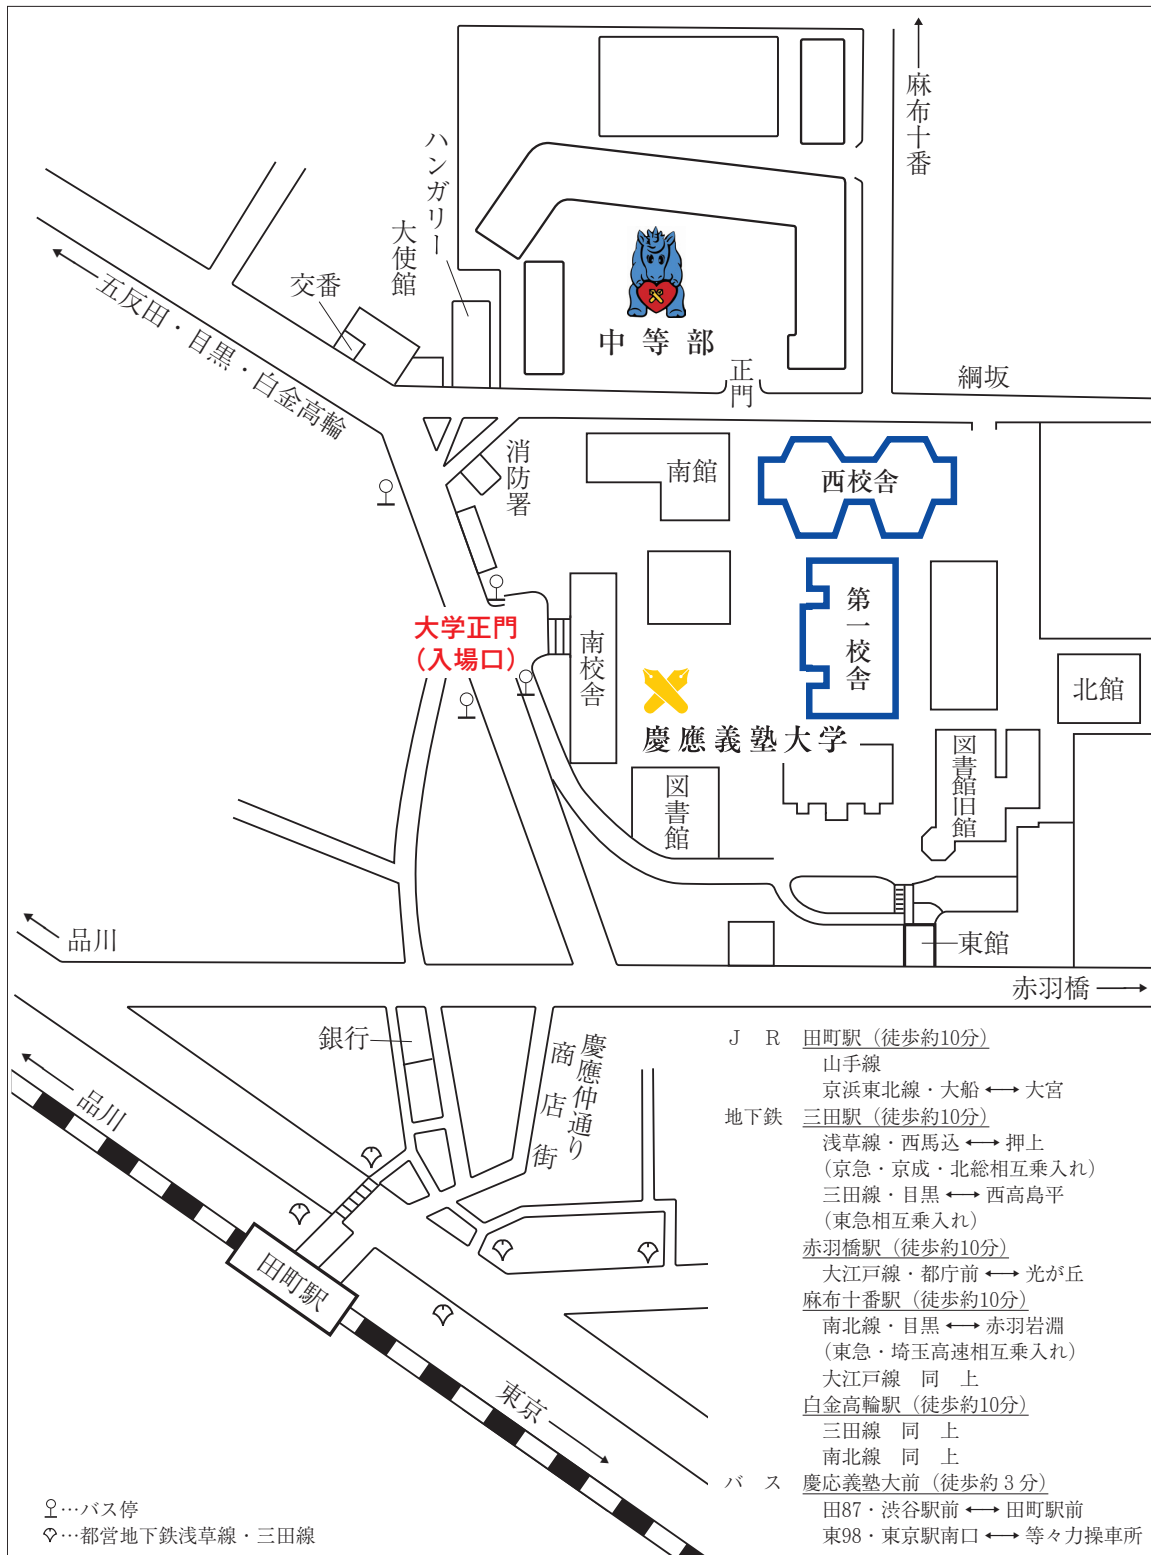 麻布十番
ハンガリー
大使館
交番
五反田・目黒・白金高輪
中等部
正門
綱坂
消防署
南館
西校舎
第一校舎
大学正門
(入場口)
南校舎
北館
慶應義塾大学
図書館
図書館旧館
品川
東館
赤羽橋
銀行
慶應仲通り
商店街
品川
田町駅
東京
J R 田町駅(徒歩約10分)
山手線
京浜東北線・大船⟷大宮
地下鉄 三田駅(徒歩約10分)
浅草線・西馬込⟷押上
(京急・京成・北総相互乗入れ)
三田線・目黒⟷西高島平
(東急相互乗入れ)
赤羽橋駅(徒歩約10分)
大江戸線・都庁前⟷光が丘
麻布十番駅(徒歩約10分)
南北線・目黒⟷赤羽岩淵
(東急・埼玉高速相互乗入れ)
大江戸線 同 上
白金高輪駅(徒歩約10分)
三田線 同 上
南北線 同 上
バ ス 慶応義塾大前(徒歩約3分)
田87・渋谷駅前⟷田町駅前
東98・東京駅南口⟷等々力操車所
…バス停
…都営地下鉄浅草線・三田線